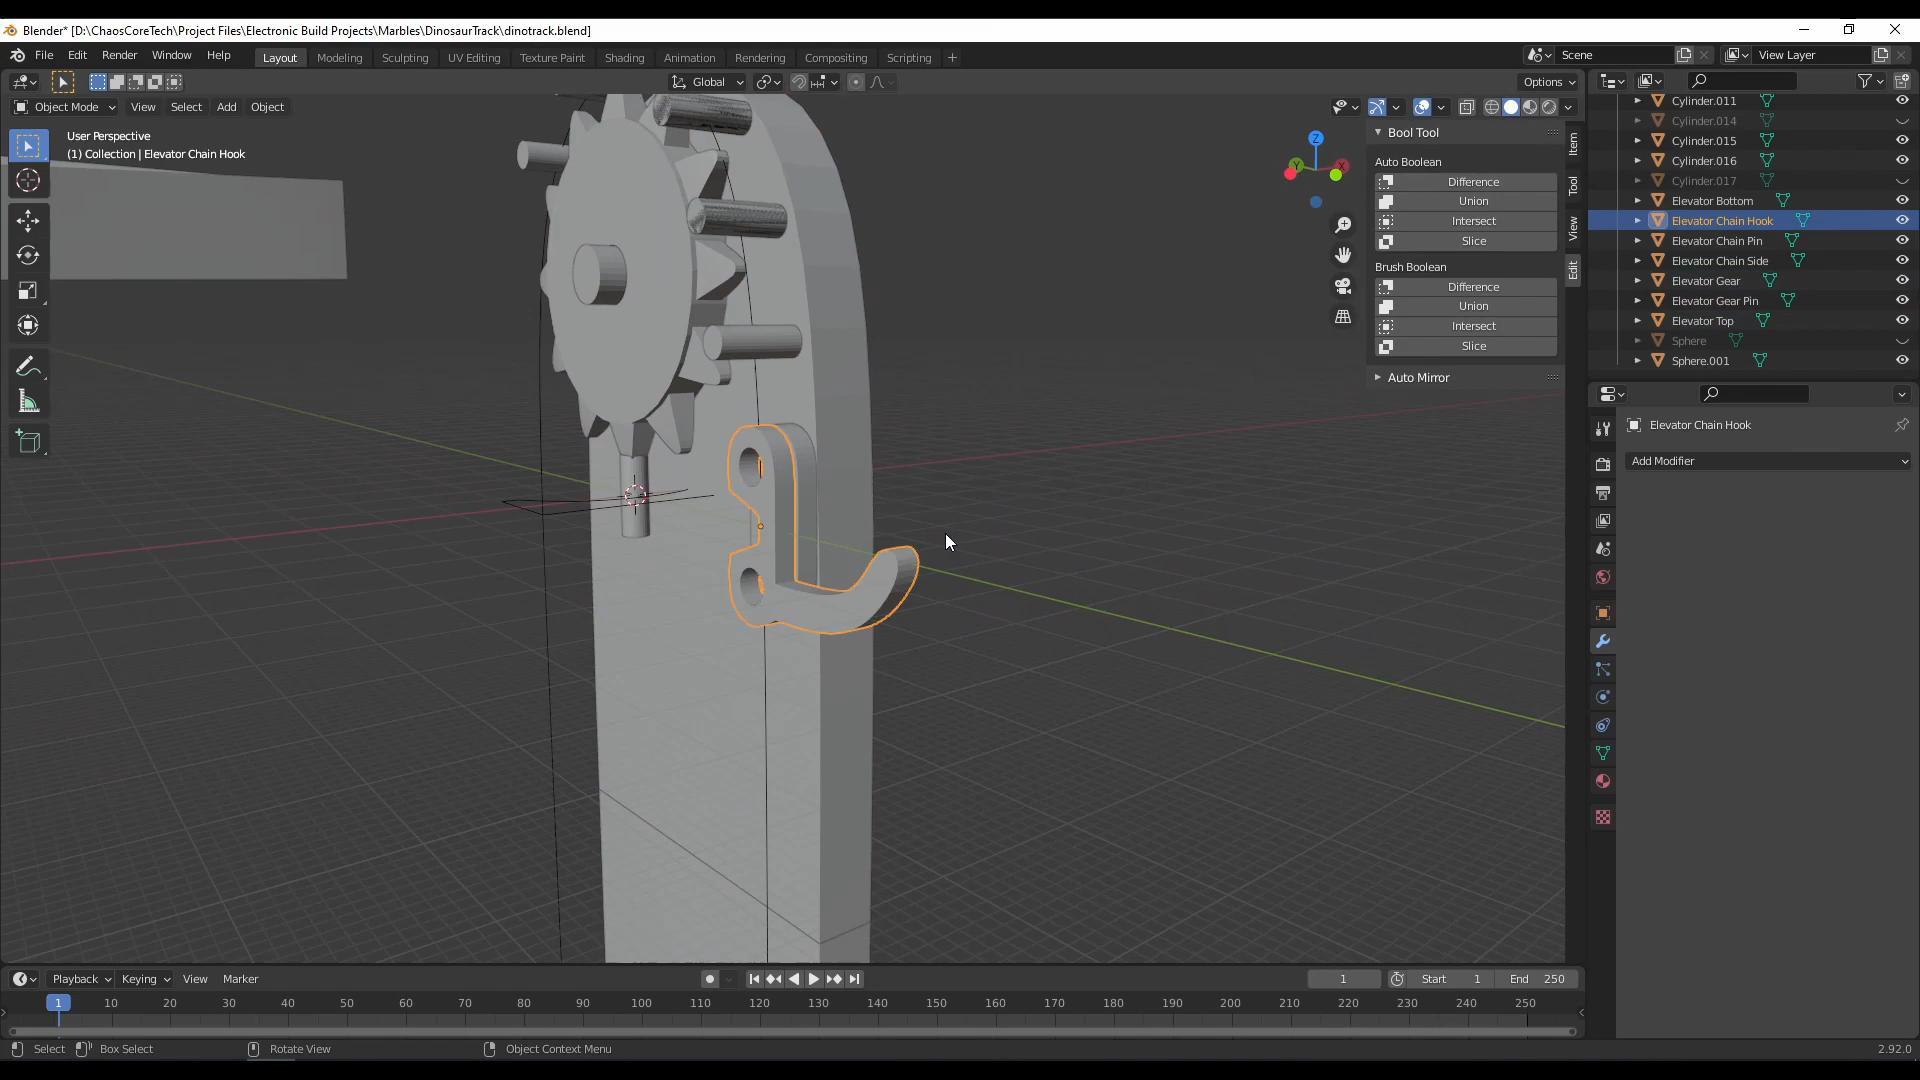 Blender* [D:\ChaosCoreTech\Project Files\Electronic Build Projects\Marbles\DinosaurTrack\dinotrack.blend]
File Edit Render Window Help Layout Modeling Sculpting UV Editing Texture Paint Shading Animation Rendering Compositing Scripting + Scene View Layer
Global Options
Object Mode View Select Add Object
User Perspective
(1) Collection | Elevator Chain Hook
Z
Y
X
Bool Tool
Auto Boolean
Difference
Union
Intersect
Slice
Brush Boolean
Difference
Union
Intersect
Slice
Auto Mirror
Item
Tool
View
Edit
Cylinder.011
Cylinder.014
Cylinder.015
Cylinder.016
Cylinder.017
Elevator Bottom
Elevator Chain Hook
Elevator Chain Pin
Elevator Chain Side
Elevator Gear
Elevator Gear Pin
Elevator Top
Sphere
Sphere.001
Elevator Chain Hook
Add Modifier
Playback Keying View Marker 1 Start 1 End 250
1 10 20 30 40 50 60 70 80 90 100 110 120 130 140 150 160 170 180 190 200 210 220 230 240 250
Select Box Select Rotate View Object Context Menu 2.92.0